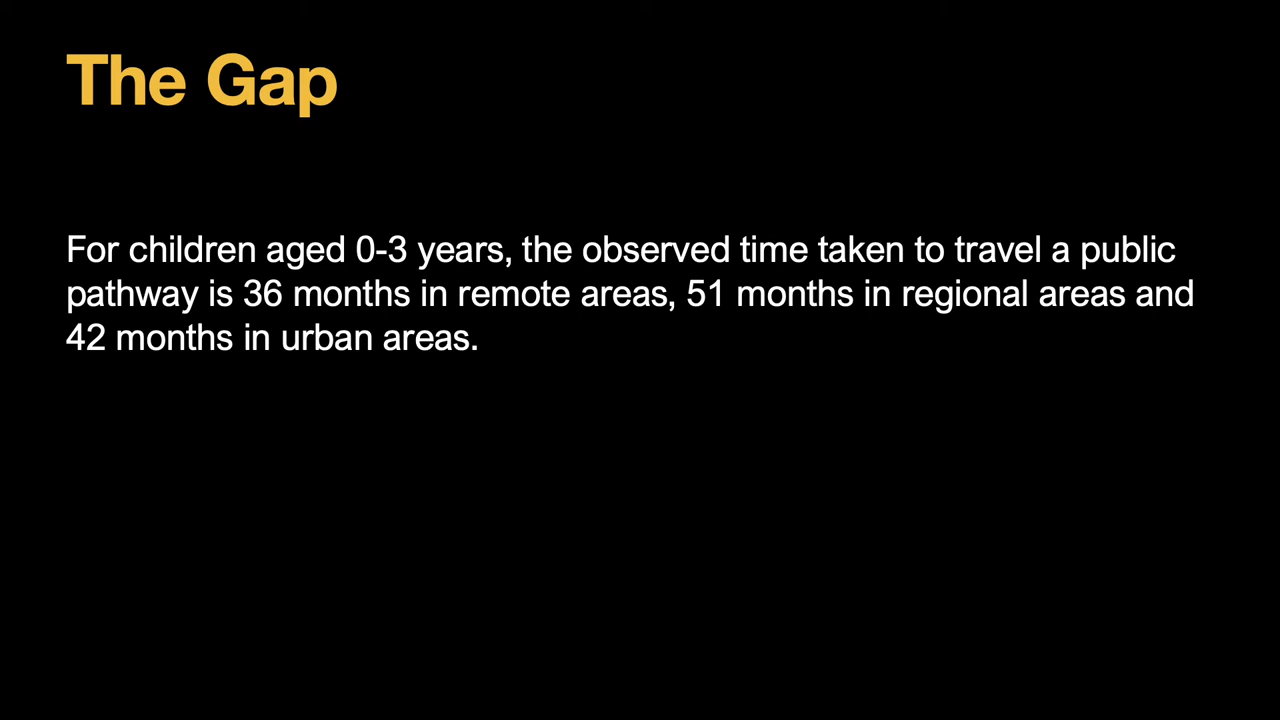 The Gap
For children aged 0-3 years, the observed time taken to travel a public
pathway is 36 months in remote areas, 51 months in regional areas and
42 months in urban areas.